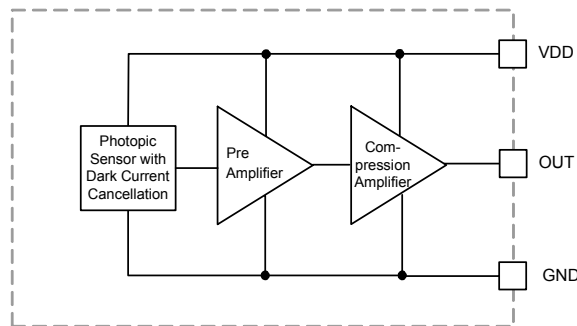 VDD
Photopic
Sensor with
Dark Current
Cancellation
Pre
Amplifier
Com-
pression
Amplifier
OUT
GND